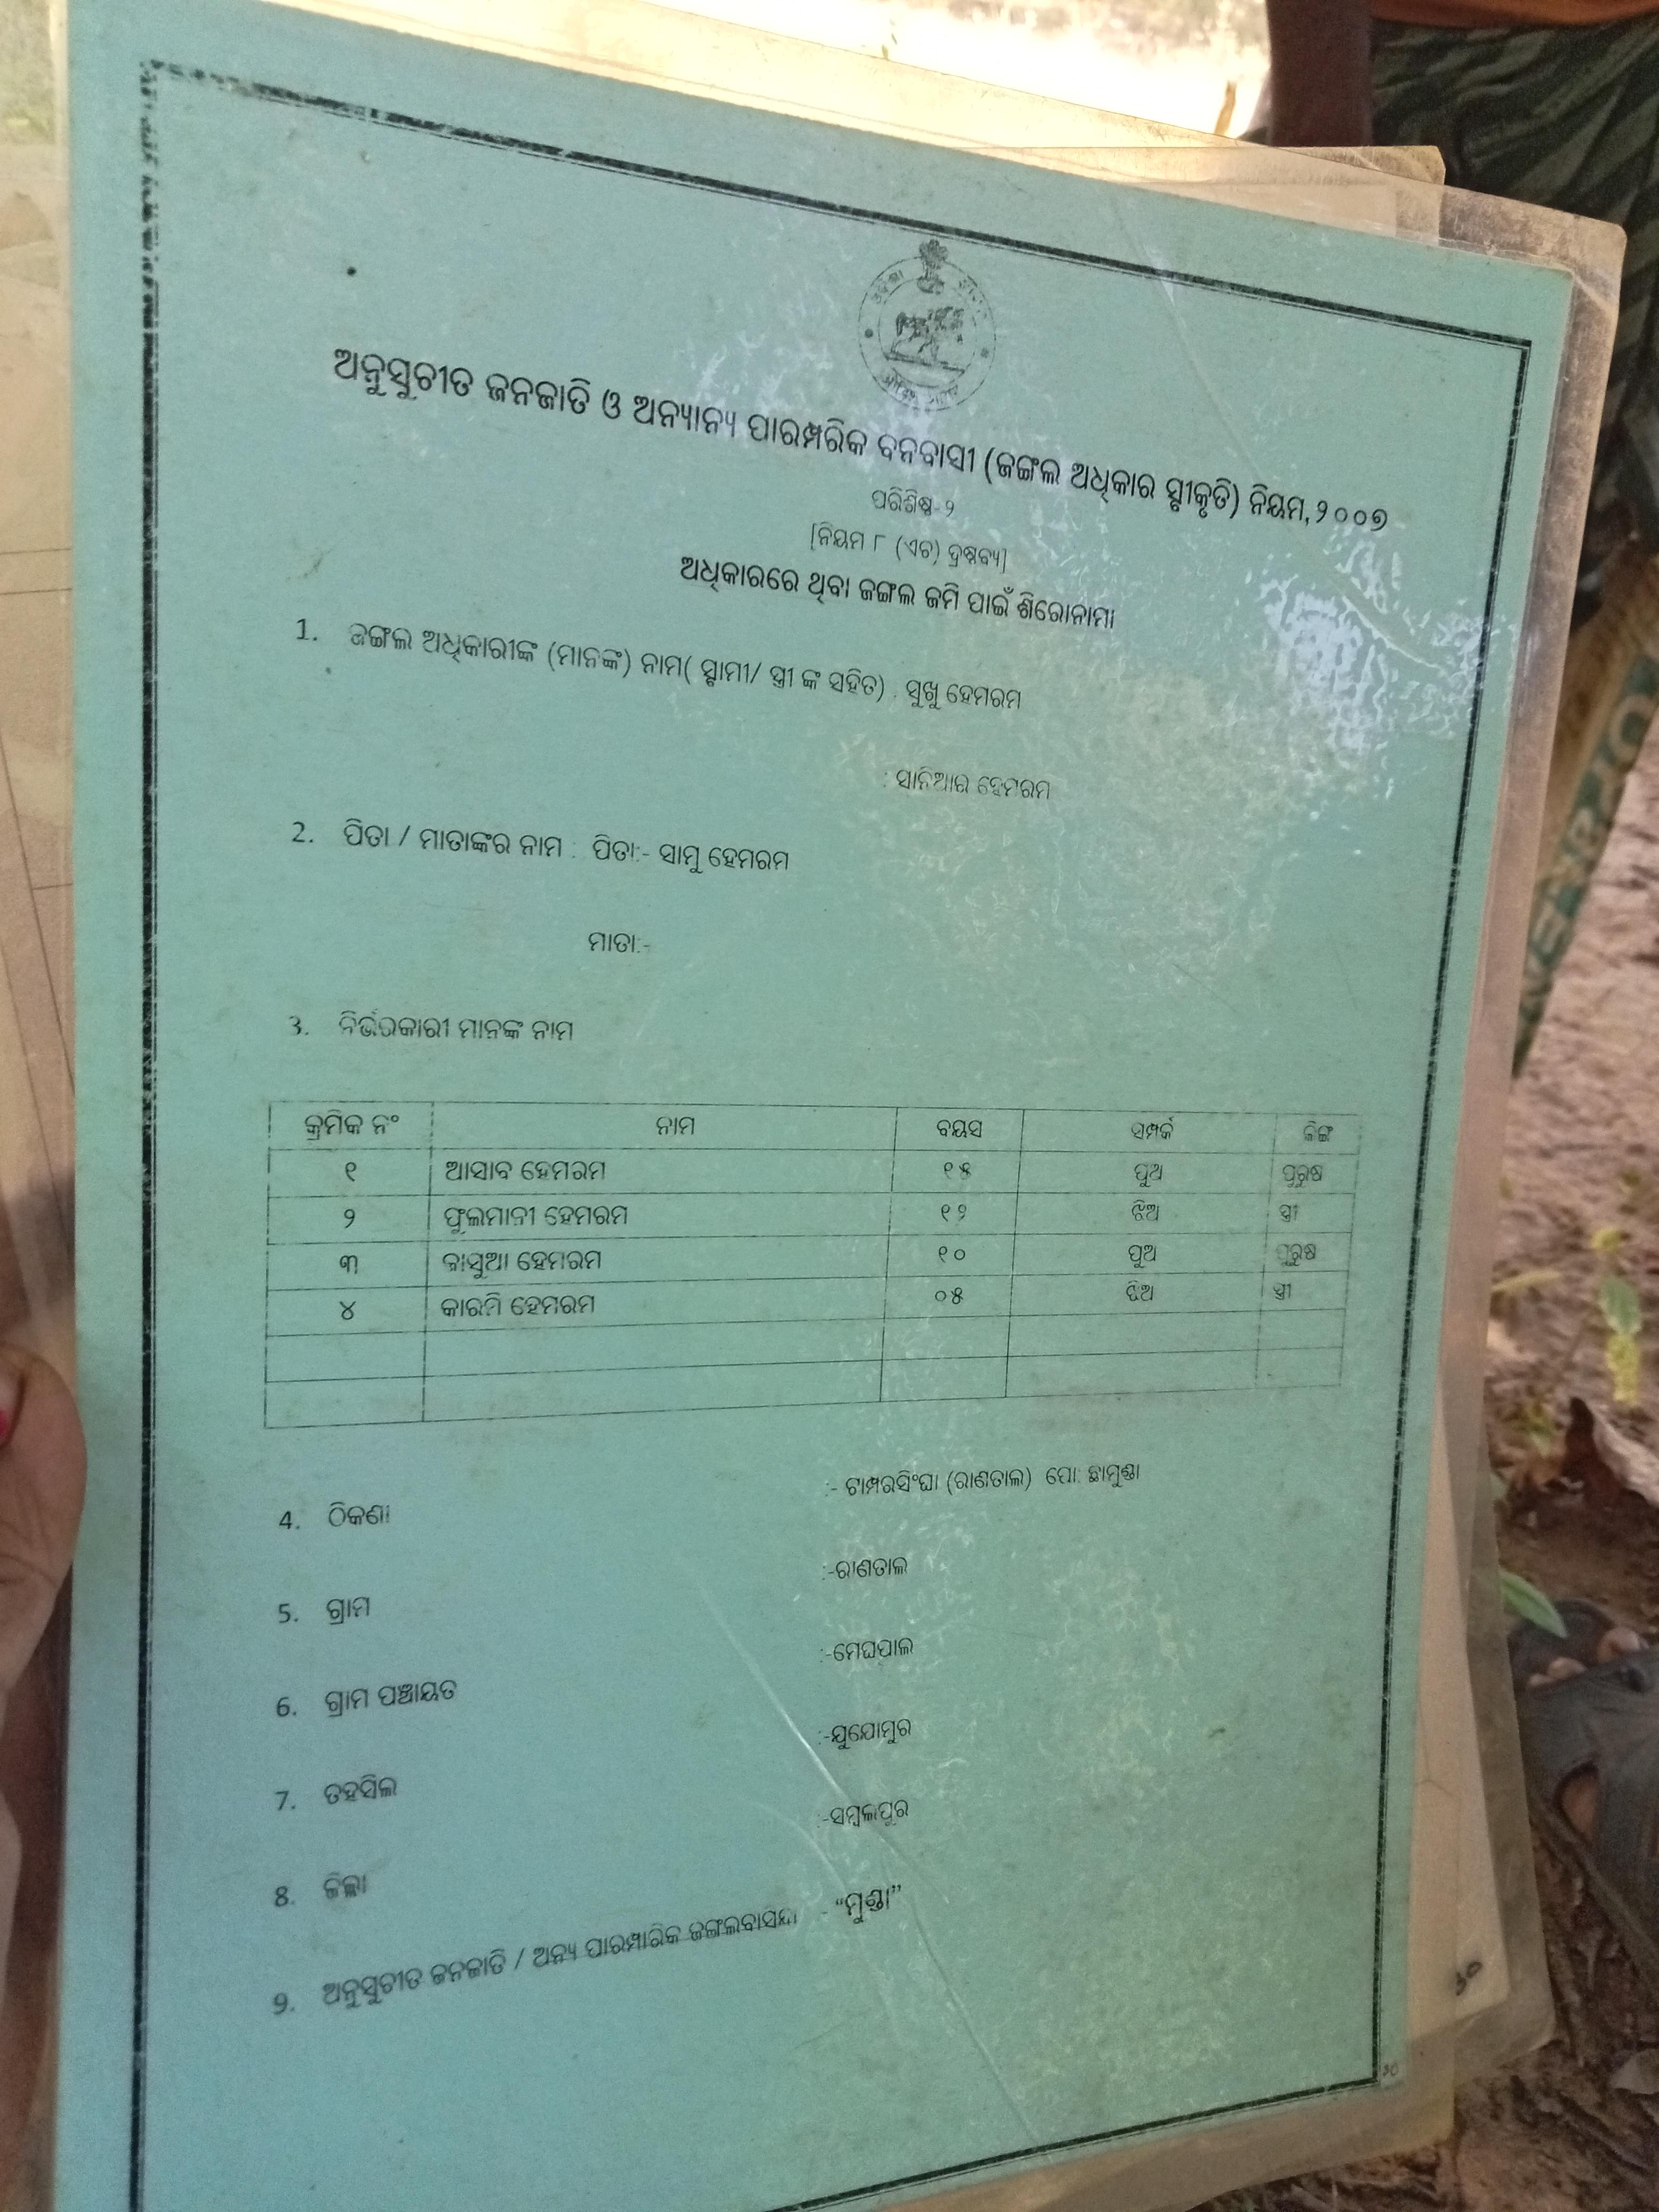 ଅନୁସୁଚୀତ ଜନଜାତି ଓ ଅନ୍ୟାନ୍ୟ ପାରମ୍ପରିକ ବନବାସୀ (ଜଙ୍ଗଲ ଅଧିକାର ସ୍ବୀକୃତି) ନିୟମ,୨୦୦୭
ପରିଶିଷ୍ଟ-୨
[ନିୟମ ୮ (ଏଚ) ଦ୍ରଷ୍ଟବ୍ୟ]
ଅଧିକାରରେ ଥିବା ଜଙ୍ଗଲ ଜମି ପାଇଁ ଶିରୋନାମା
1. ଜଙ୍ଗଲ ଅଧିକାରୀଙ୍କ (ମାନଙ୍କ) ନାମ( ସ୍ବାମୀ/ ସ୍ତ୍ରୀ ଙ୍କ ସହିତ) : ସୁଖୁ ହେମରମ
: ସାନିଆର ହେମରମ
2. ପିତା / ମାତାଙ୍କର ନାମ : ପିତା:- ସାମୁ ହେମରମ
ମାତା:-
3. ନିର୍ଭରକାରୀ ମାନଙ୍କ ନାମ
କ୍ରମିକ ନଂ ନାମ ବୟସ ସମ୍ପର୍କ ଲିଙ୍ଗ
୧ ଆସାବ ହେମରମ ୧୫ ପୁଅ ପୁରୁଷ
୨ ଫୁଲମାନୀ ହେମରମ ୧୨ ଝିଅ ସ୍ତ୍ରୀ
୩ ଜାସୁଆ ହେମରମ ୧୦ ପୁଅ ପୁରୁଷ
୪ କାରମି ହେମରମ ୦୫ ଝିଅ ସ୍ତ୍ରୀ
4. ଠିକଣା :- ଟାମ୍ପରସିଂଘା (ରାଣତାଲ) ପୋ: ଛାମୁଣ୍ଡା
5. ଗ୍ରାମ :-ରାଣତାଲ
6. ଗ୍ରାମ ପଞ୍ଚାୟତ :-ମେଘପାଲ
7. ତହସିଲ :-ଯୁଯୋମୁର
8. ଜିଲ୍ଲା :-ସମ୍ବଲପୁର
9. ଅନୁସୁଚୀତ ଜନଜାତି / ଅନ୍ୟ ପାରମ୍ପାରିକ ଜଙ୍ଗଲବାସିନ୍ଦା :- “ମୁଣ୍ଡା”
30
30